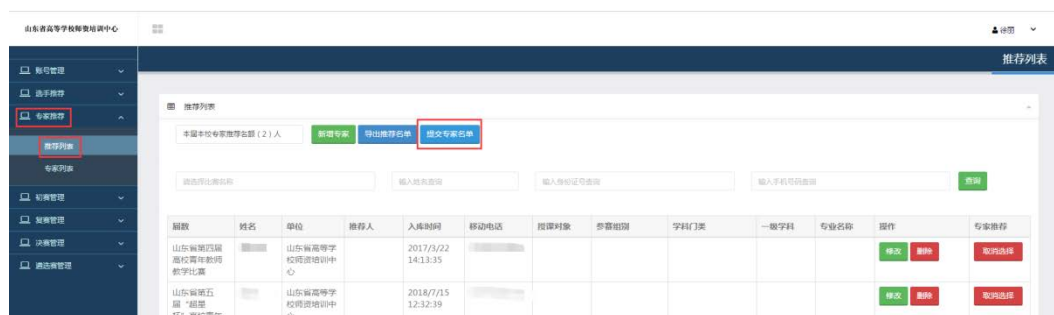 山东省高等学校师资培训中心
徐丽
推荐列表
账号管理
选手推荐
专家推荐
推荐列表
专家列表
初赛管理
复赛管理
决赛管理
遴选赛管理
推荐列表
本届本校专家推荐名额（2）人 新增专家 导出推荐名单 提交专家名单
请选择比赛名称 输入姓名查询 输入身份证号查询 输入手机号码查询 查询
届数 姓名 单位 推荐人 入库时间 移动电话 授课对象 参赛组别 学科门类 一级学科 专业名称 操作 专家推荐
山东省第四届 山东省高等学 2017/3/22
高校青年教师 校师资培训中 14:13:35 修改 删除 取消选择
教学比赛 心
山东省第五 山东省高等学 2018/7/15
届“超星 校师资培训中 12:32:39 修改 删除 取消选择